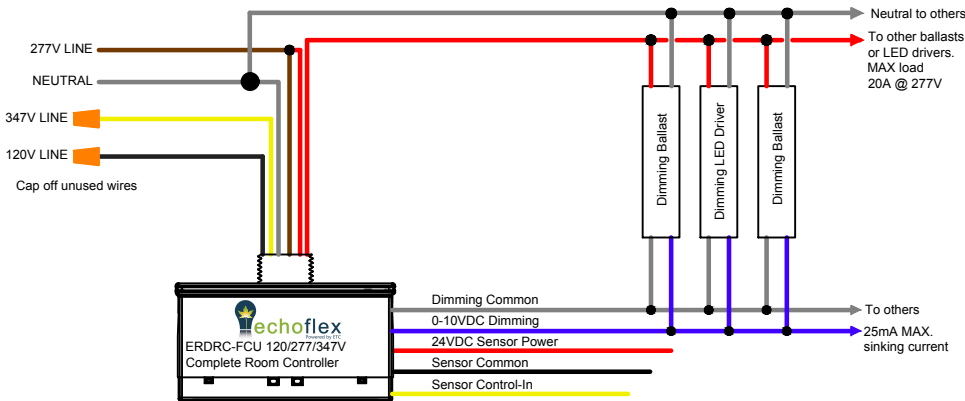 Neutral to others
277V LINE
To other ballasts
or LED drivers.
MAX load
20A @ 277V
NEUTRAL
347V LINE
120V LINE
Cap off unused wires
Dimming Ballast
Dimming LED Driver
Dimming Ballast
echoflex
Powered by ETC
ERDRC-FCU 120/277/347V
Complete Room Controller
Dimming Common
0-10VDC Dimming
24VDC Sensor Power
Sensor Common
Sensor Control-In
To others
25mA MAX.
sinking current